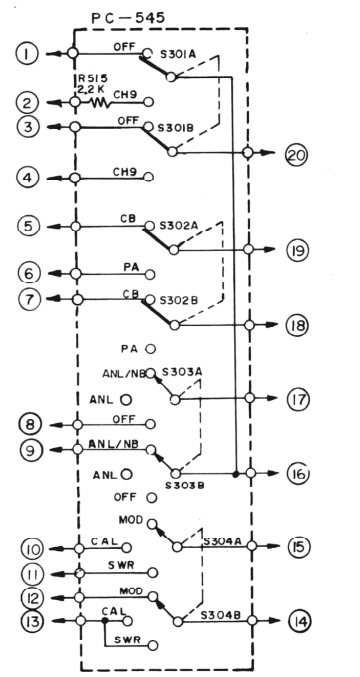 PC-545
1 OFF S301A
R515
2.2K
2 CH9
3 OFF S301B
20
4 CH9
5 CB S302A
19
6 PA
7 CB S302B
18
PA
ANL/NB S303A
ANL 17
8 OFF
9 ANL/NB
ANL 16
S303B
OFF
MOD
10 CAL S304A 15
11 SWR
12 MOD
13 CAL S304B 14
SWR